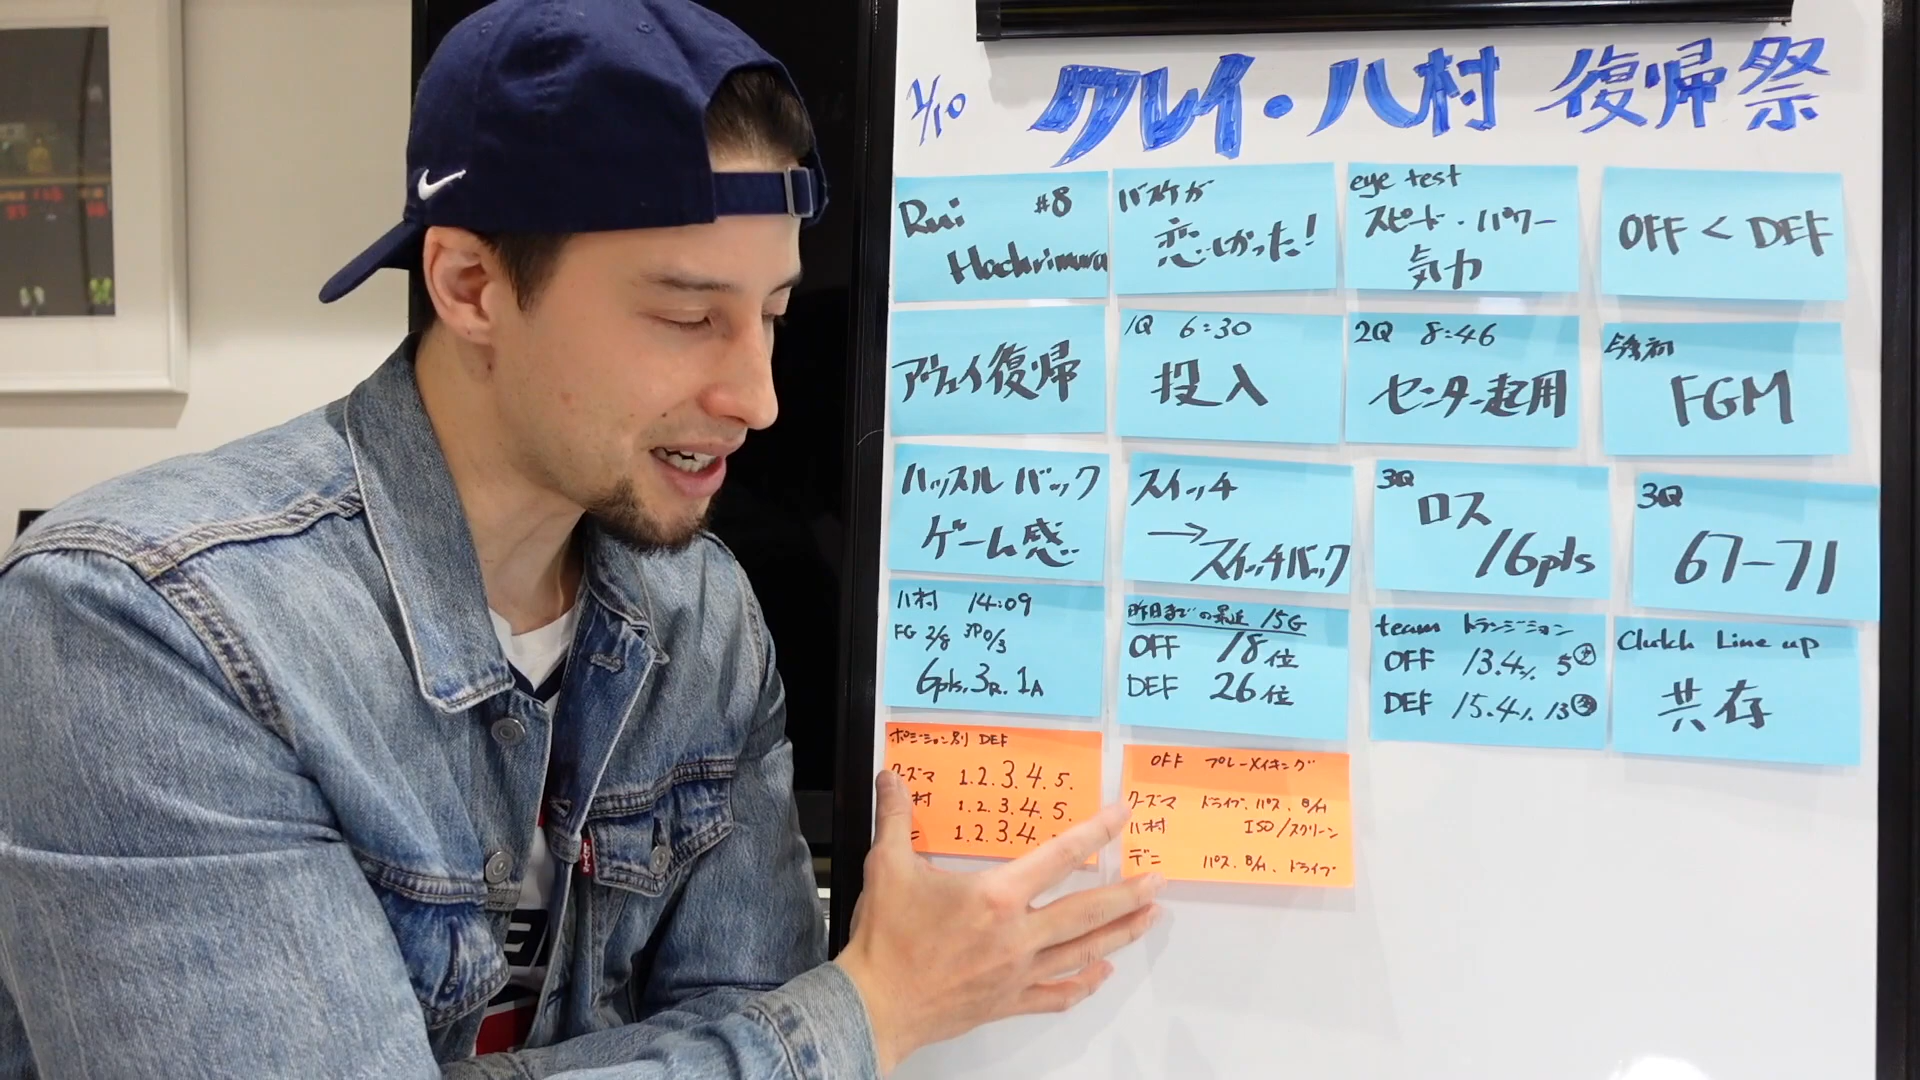 1/10 クレイ・八村 復帰祭
Rui #8
Hachimura
バスケが
恋しかった!
eye test
スピード・パワー
気力
OFF < DEF
アウェイ復帰
1Q 6:30
投入
2Q 8:46
センター起用
FGM
ハッスルバック
ゲーム感
スイッチ
→スイッチバック
3Q
ロス
16pts
3Q
67-71
八村 14:09
FG 2/8 3P 0/3
6pts. 3R. 1A
昨日までの最近 15G
OFF 18位
DEF 26位
team トランジション
OFF 13.4% 5
DEF 15.4% 13
Clutch Line up
共存
ポジション別 DEF
クーズマ 1.2.3.4.5.
村 1.2.3.4.5.
ニ 1.2.3.4.
OFF プレーメイキング
クーズマ ドライブ. パス. B/H
八村 ISO/スクリーン
デニ パス. B/H. ドライブ
LEVI'S